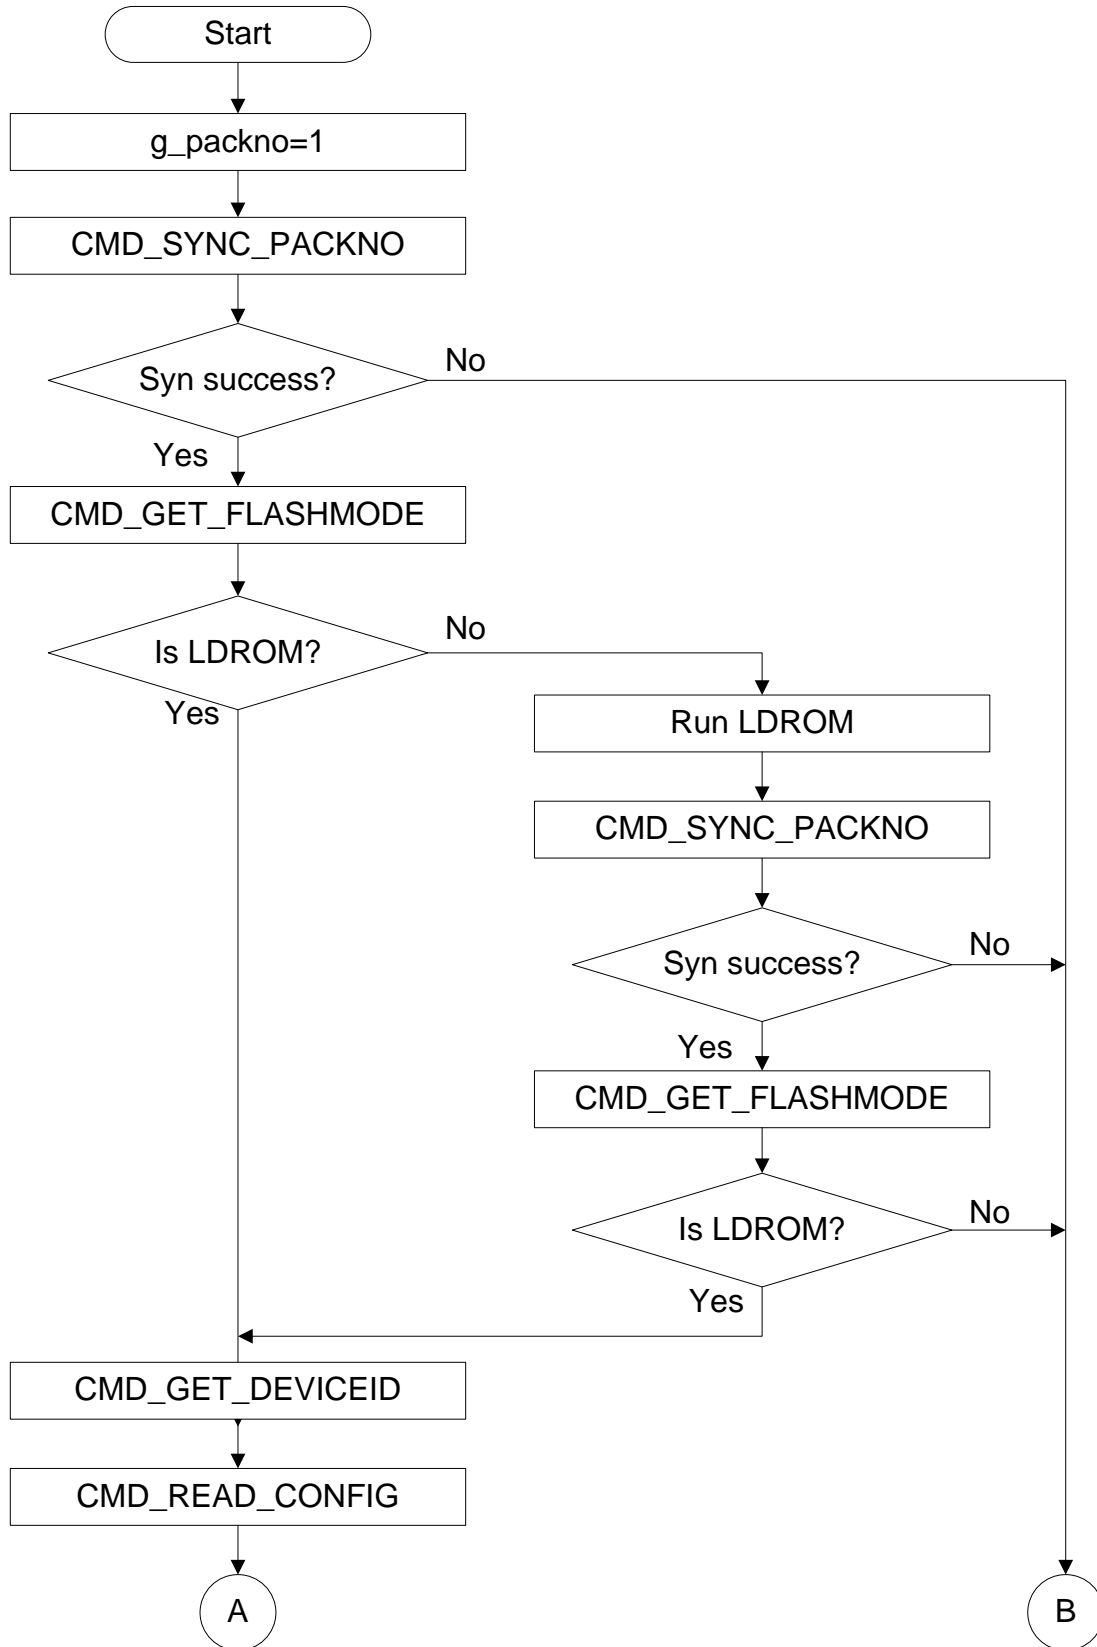 Start
g_packno=1
CMD_SYNC_PACKNO
Syn success?
No
Yes
CMD_GET_FLASHMODE
Is LDROM?
No
Yes
Run LDROM
CMD_SYNC_PACKNO
Syn success?
No
Yes
CMD_GET_FLASHMODE
Is LDROM?
No
Yes
CMD_GET_DEVICEID
CMD_READ_CONFIG
A
B